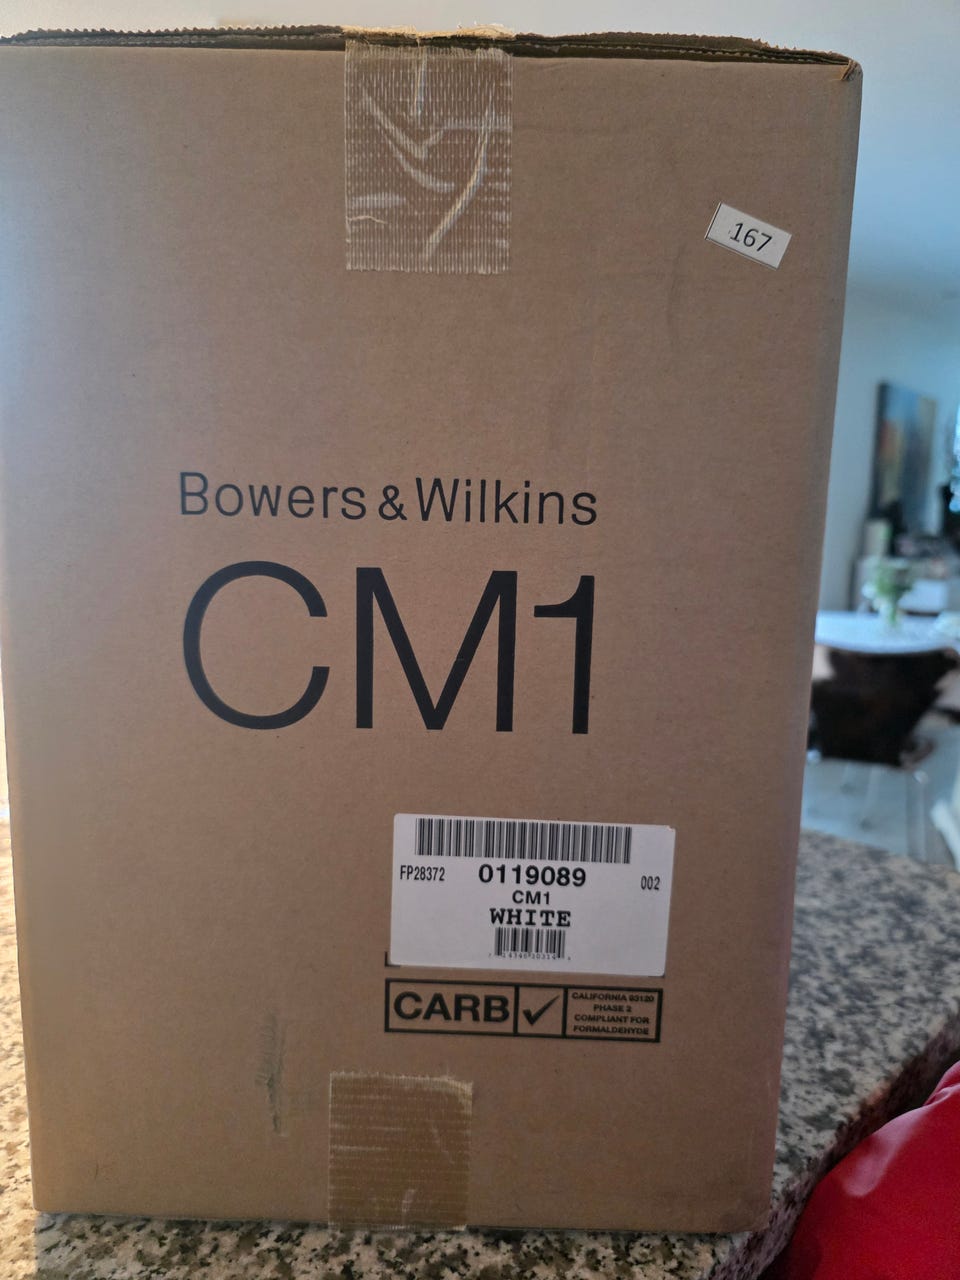 167
Bowers & Wilkins
CM1
FP28372
0119089
002
CM1
WHITE
CARB
CALIFORNIA 93120
PHASE 2
COMPLIANT FOR
FORMALDEHYDE